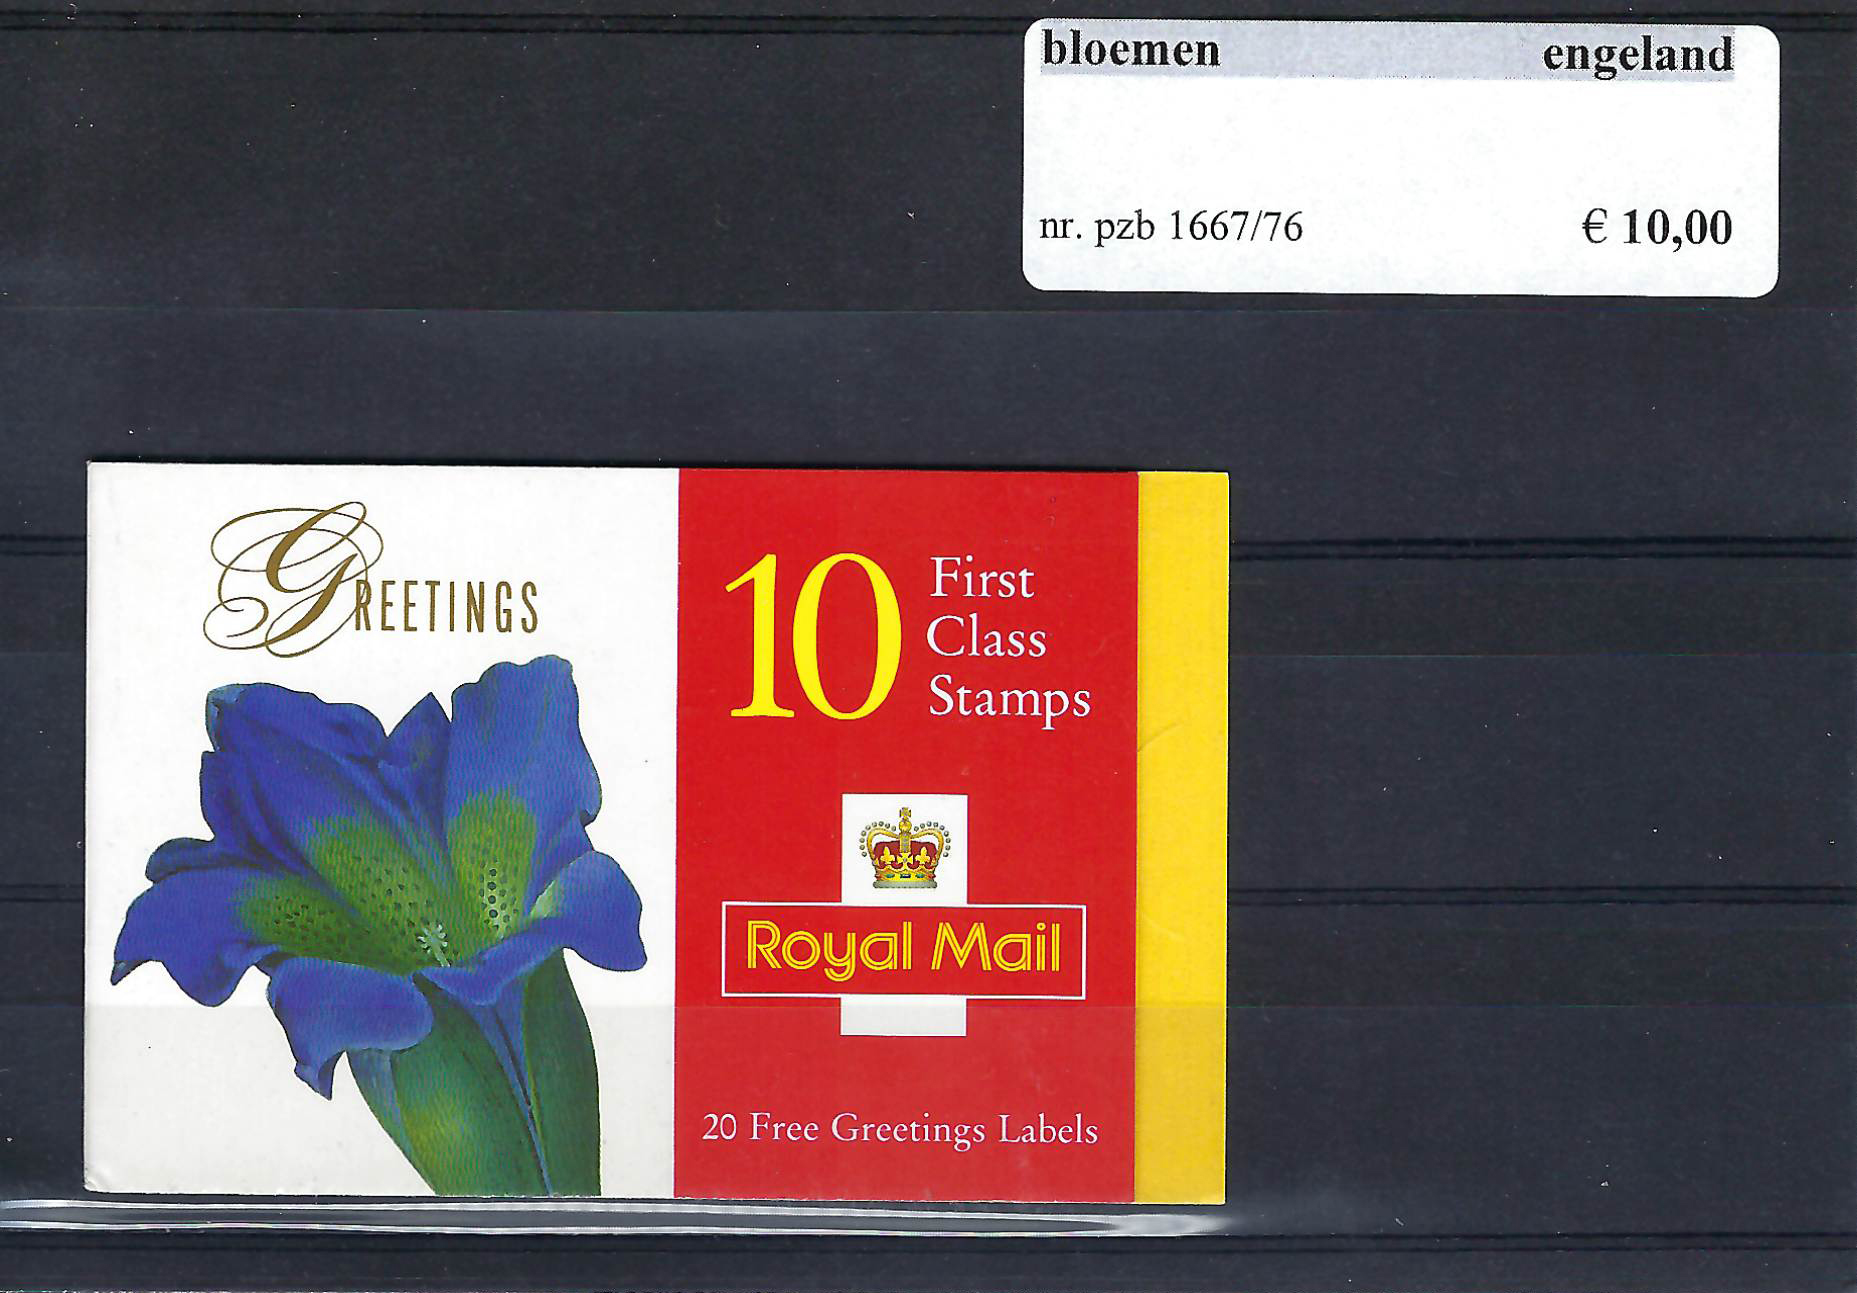 bloemen engeland
nr. pzb 1667/76 € 10,00
GREETINGS
10 First
Class
Stamps
Royal Mail
20 Free Greetings Labels